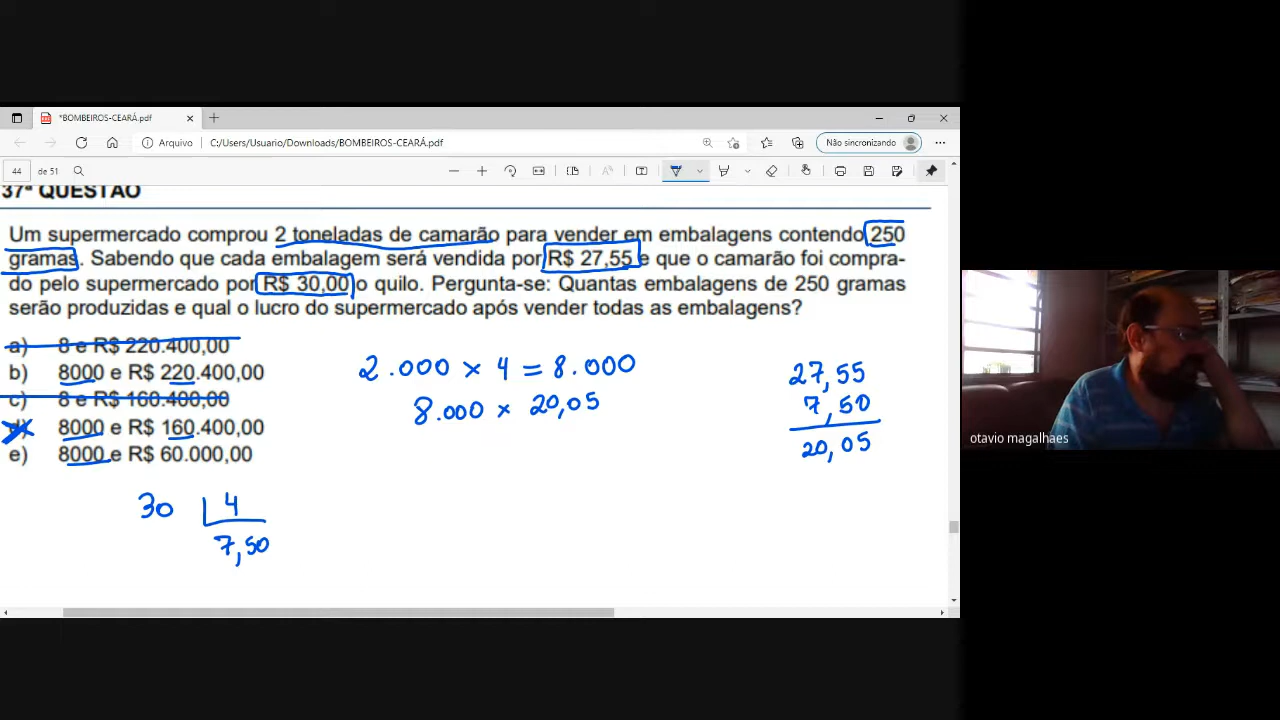 *BOMBEIROS-CEARÁ.pdf
Arquivo C:/Users/Usuario/Downloads/BOMBEIROS-CEARÁ.pdf Não sincronizando
44 de 51
37ª QUESTÃO
Um supermercado comprou 2 toneladas de camarão para vender em embalagens contendo 250
gramas. Sabendo que cada embalagem será vendida por R$ 27,55 e que o camarão foi compra-
do pelo supermercado por R$ 30,00 o quilo. Pergunta-se: Quantas embalagens de 250 gramas
serão produzidas e qual o lucro do supermercado após vender todas as embalagens?
a) 8 e R$ 220.400,00
b) 8000 e R$ 220.400,00
c) 8 e R$ 160.400,00
d) 8000 e R$ 160.400,00
e) 8000 e R$ 60.000,00
2.000 × 4 = 8.000
8.000 × 20,05
27,55
7,50
20,05
30 4
7,50
otavio magalhaes